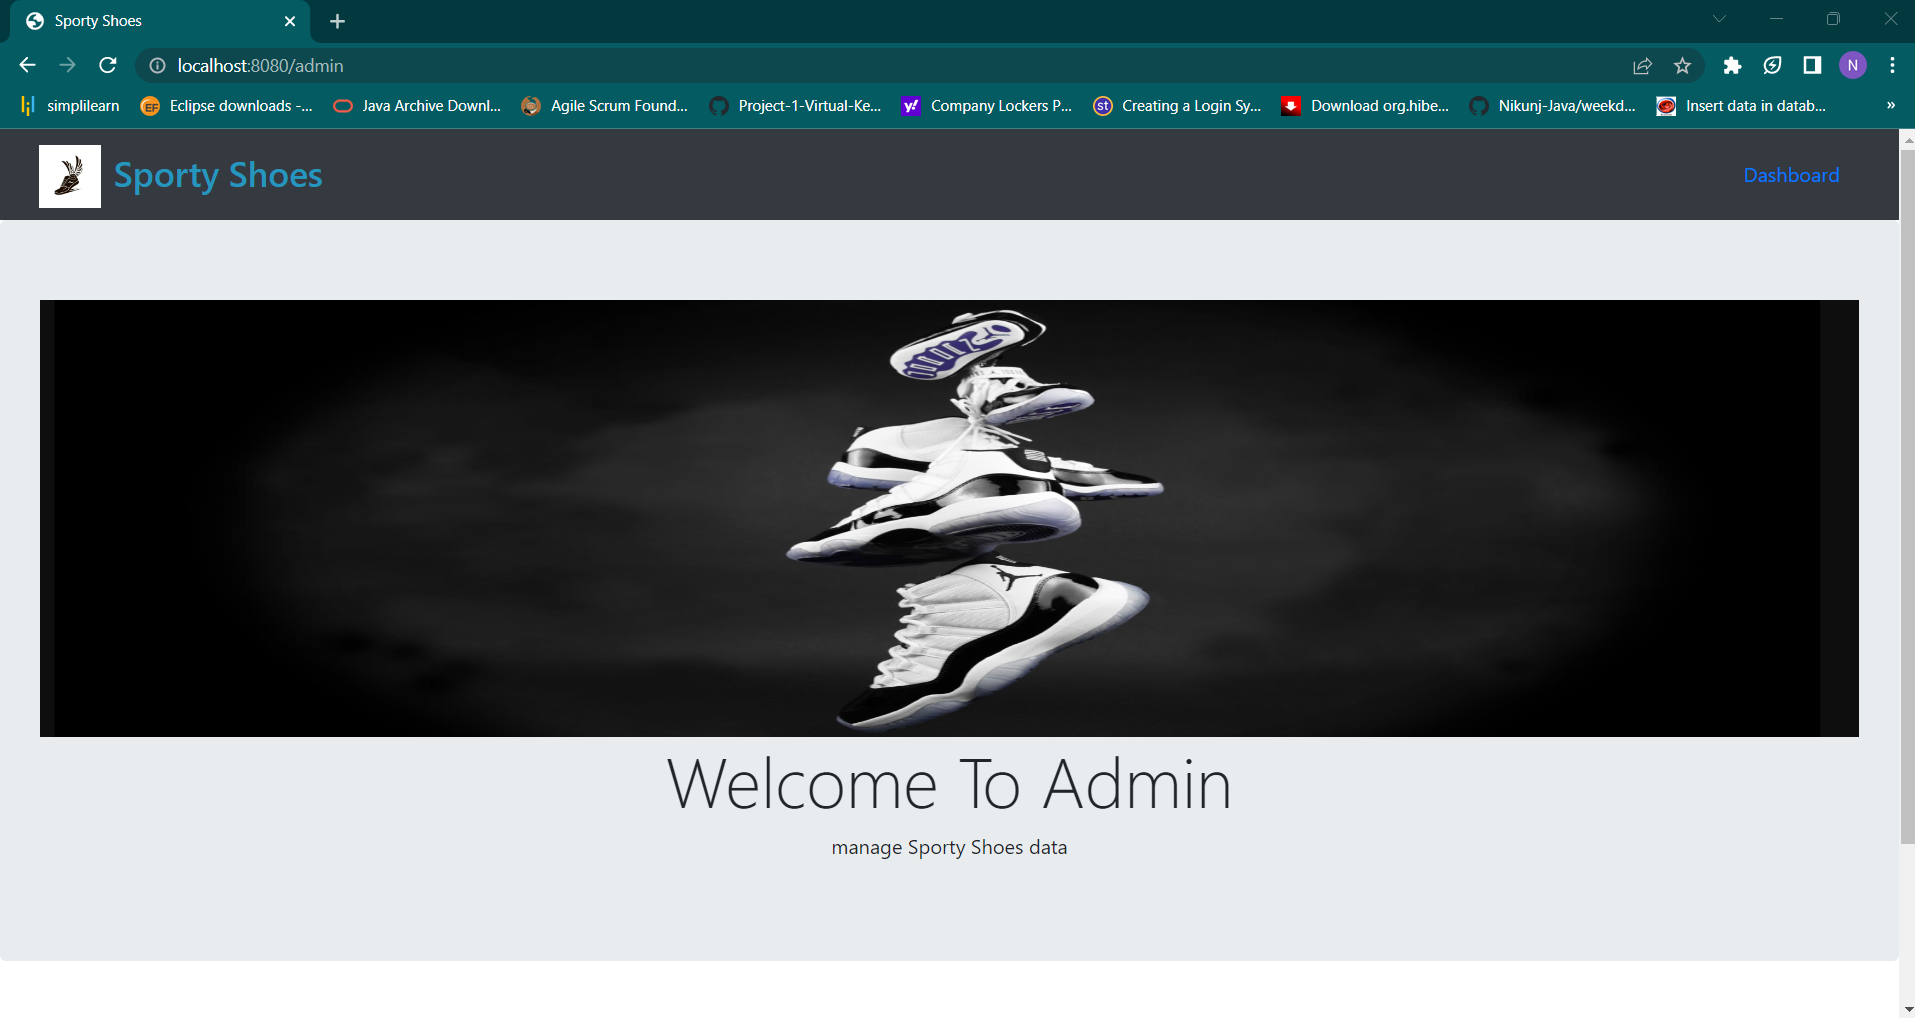 Sporty Shoes
localhost:8080/admin
simplilearn
Eclipse downloads -...
Java Archive Downl...
Agile Scrum Found...
Project-1-Virtual-Ke...
Company Lockers P...
Creating a Login Sy...
Download org.hibe...
Nikunj-Java/weekd...
Insert data in datab...
»
Sporty Shoes
Dashboard
Welcome To Admin
manage Sporty Shoes data